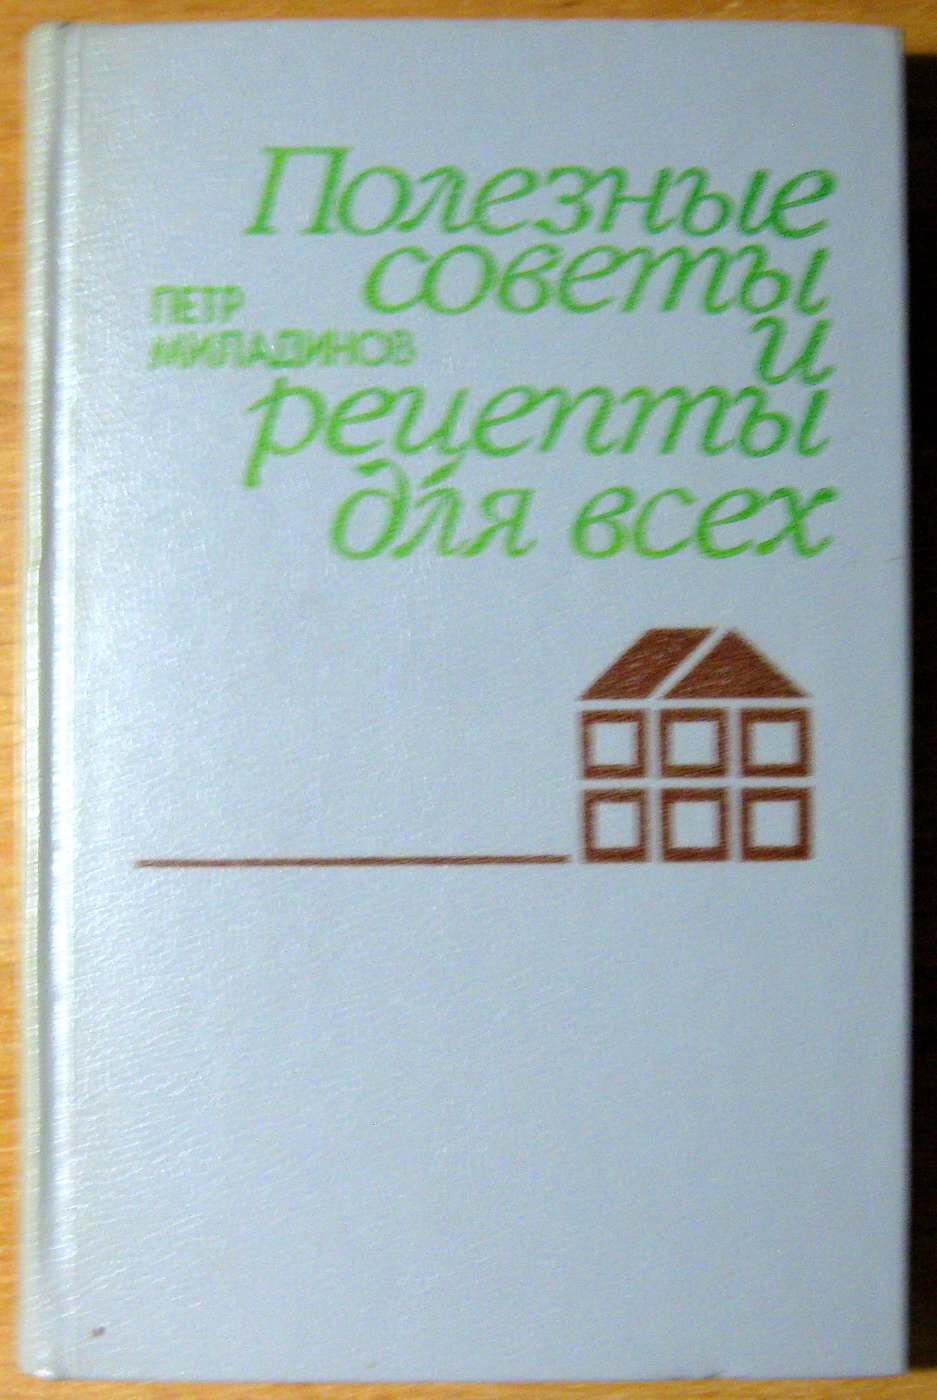 Полезные
советы
и
рецепты
для всех
ПЕТР
МИЛАДИНОВ